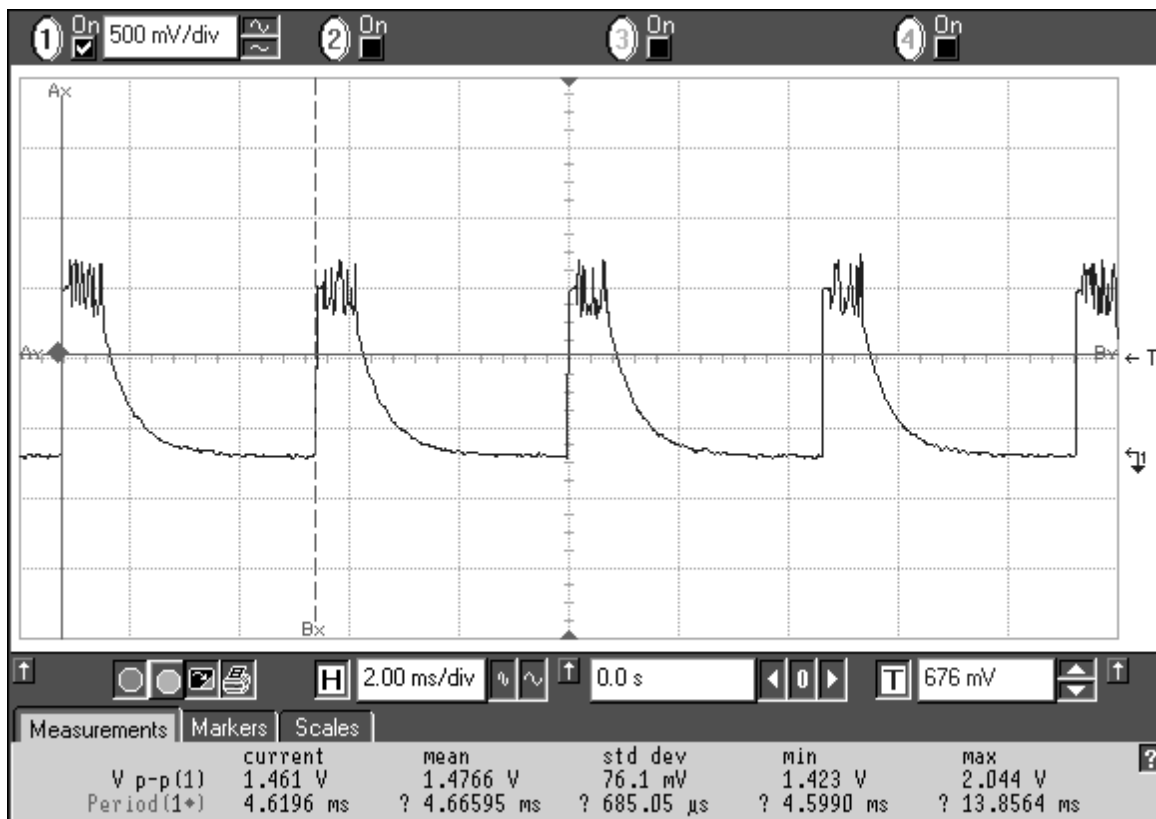 1 On 500 mV/div 2 On 3 On 4 On
Ax
Ax Bx T
1
Bx
H 2.00 ms/div 0.0 s 0 T 676 mV
Measurements Markers Scales
current mean std dev min max ?
V p-p(1) 1.461 V 1.4766 V 76.1 mV 1.423 V 2.044 V
Period(1) 4.6196 ms ? 4.66595 ms ? 685.05 µs ? 4.5990 ms ? 13.8564 ms